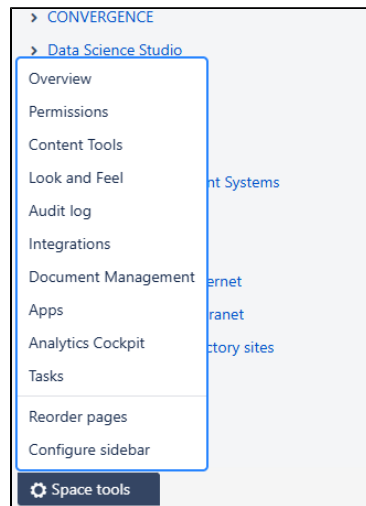 CONVERGENCE
Data Science Studio
Overview
Permissions
Content Tools
Look and Feel
nt Systems
Audit log
Integrations
Document Management
ernet
Apps
ranet
Analytics Cockpit
ctory sites
Tasks
Reorder pages
Configure sidebar
Space tools